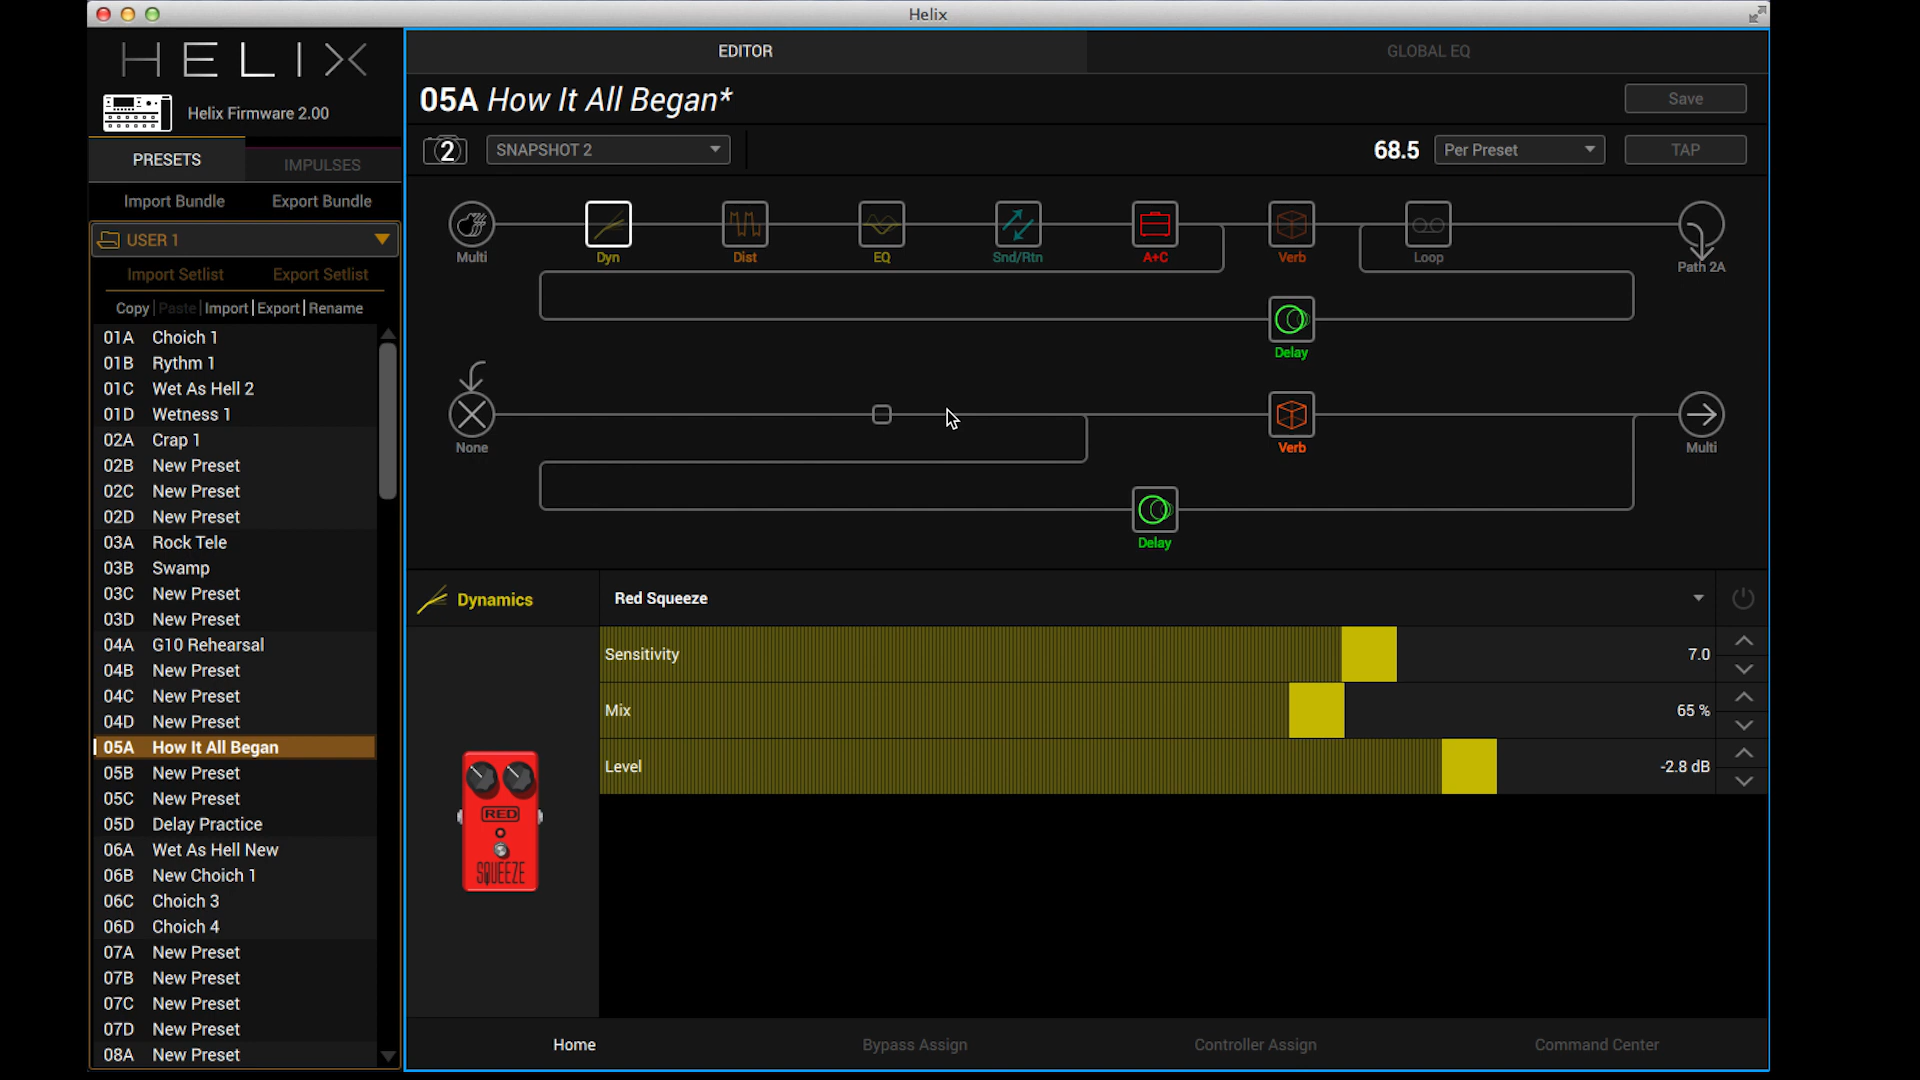 Helix
HELIX
Helix Firmware 2.00
PRESETS
IMPULSES
Import Bundle
Export Bundle
USER 1
Import Setlist
Export Setlist
Copy | Paste | Import | Export | Rename
01A Choich 1
01B Rythm 1
01C Wet As Hell 2
01D Wetness 1
02A Crap 1
02B New Preset
02C New Preset
02D New Preset
03A Rock Tele
03B Swamp
03C New Preset
03D New Preset
04A G10 Rehearsal
04B New Preset
04C New Preset
04D New Preset
05A How It All Began
05B New Preset
05C New Preset
05D Delay Practice
06A Wet As Hell New
06B New Choich 1
06C Choich 3
06D Choich 4
07A New Preset
07B New Preset
07C New Preset
07D New Preset
08A New Preset
EDITOR
GLOBAL EQ
05A How It All Began*
Save
2
SNAPSHOT 2
68.5
Per Preset
TAP
Multi
Dyn
Dist
EQ
Snd/Rtn
A+C
Verb
Loop
Path 2A
Delay
None
Verb
Multi
Delay
Dynamics
Red Squeeze
Sensitivity
7.0
Mix
65 %
Level
-2.8 dB
RED
SQUEEZE
Home
Bypass Assign
Controller Assign
Command Center